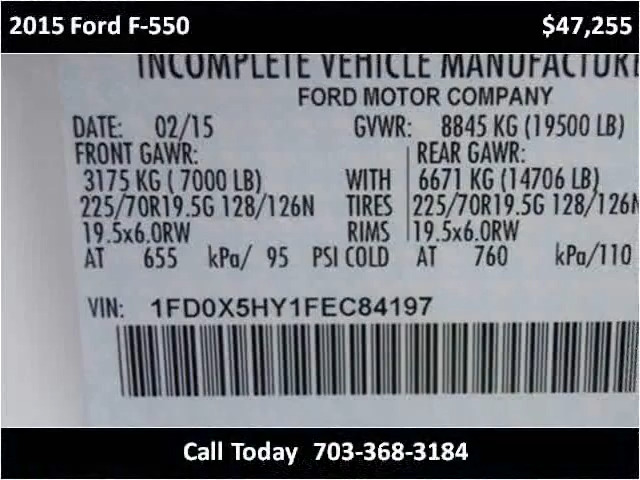 2015 Ford F-550 $47,255
INCOMPLETE VEHICLE
FORD MOTOR COMPANY
DATE: 02/15 GVWR: 8845 KG (19500 LB)
FRONT GAWR: REAR GAWR:
3175 KG ( 7000 LB) WITH 6671 KG (14706 LB)
225/70R19.5G 128/126N TIRES 225/70R19.5G 128/126N
19.5x6.0RW RIMS 19.5x6.0RW
AT 655 kPa/ 95 PSI COLD AT 760 kPa/110
VIN: 1FD0X5HY1FEC84197
Call Today 703-368-3184